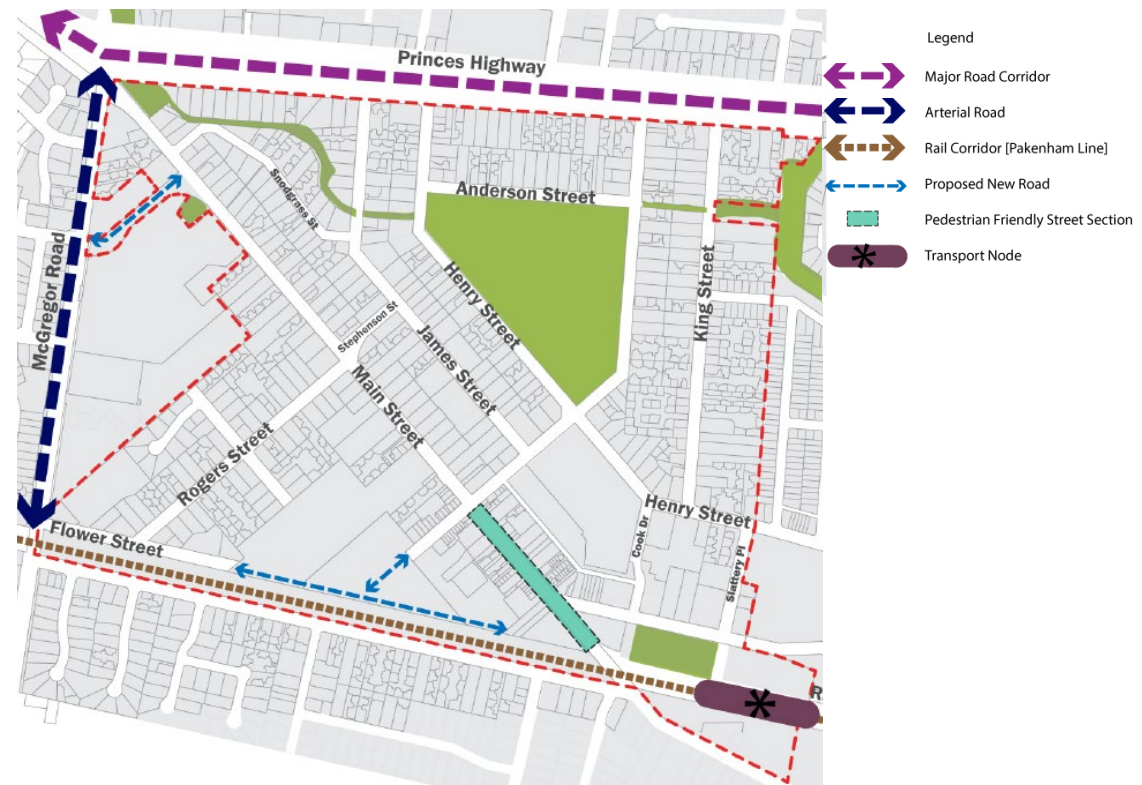 Princes Highway
Anderson Street
Snodgrass St
McGregor Road
Henry Street
King Street
Stephenson St
James Street
Main Street
Rogers Street
Henry Street
Cook Dr
Slattery Pl
Flower Street
R
Legend
Major Road Corridor
Arterial Road
Rail Corridor [Pakenham Line]
Proposed New Road
Pedestrian Friendly Street Section
Transport Node